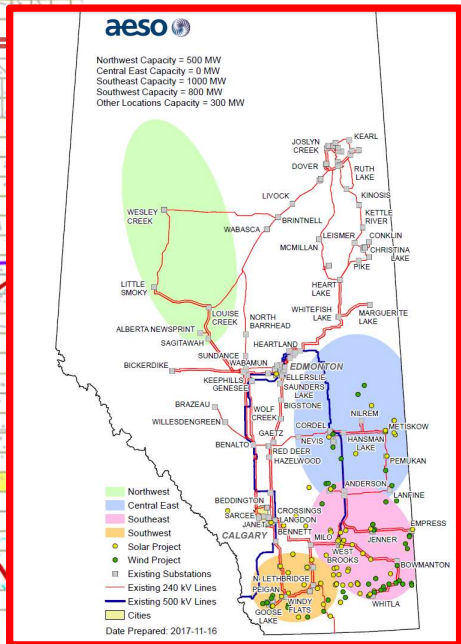 aeso
Northwest Capacity = 500 MW
Central East Capacity = 0 MW
Southeast Capacity = 1000 MW
Southwest Capacity = 800 MW
Other Locations Capacity = 300 MW
KEARL
JOSLYN
CREEK
DOVER
RUTH
LAKE
LIVOCK
KINOSIS
WESLEY
CREEK
BRINTNELL
KETTLE
RIVER
WABASCA
LEISMER
CONKLIN
MCMILLAN
CHRISTINA
LAKE
PIKE
LITTLE
SMOKY
HEART
LAKE
LOUISE
CREEK
NORTH
BARRHEAD
WHITEFISH
LAKE
MARGUERITE
LAKE
ALBERTA NEWSPRINT
SAGITAWAH
SUNDANCE
HEARTLAND
BICKERDIKE
WABAMUN
EDMONTON
KEEPHILLS
GENESEE
ELLERSLIE
SAUNDERS
LAKE
BRAZEAU
WOLF
CREEK
BIGSTONE
NILREM
WILLESDENGREEN
GAETZ
CORDEL
METISKOW
BENALTO
NEVIS
HANSMAN
LAKE
RED DEER
HAZELWOOD
PEMUKAN
ANDERSON
LANFINE
BEDDINGTON
CROSSINGS
SARCEE
LANGDON
EMPRESS
JANET
BENNETT
JENNER
CALGARY
MILO
WEST
BROOKS
BOWMANTON
N LETHBRIDGE
PEIGAN
WINDY
FLATS
GOOSE
LAKE
WHITLA
Northwest
Central East
Southeast
Southwest
Solar Project
Wind Project
Existing Substations
Existing 240 kV Lines
Existing 500 kV Lines
Cities
Date Prepared: 2017-11-16